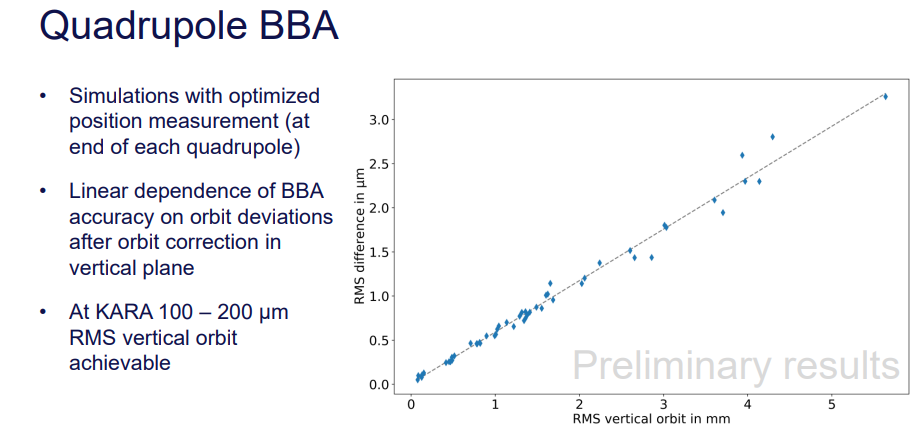 Quadrupole BBA
• Simulations with optimized
position measurement (at
end of each quadrupole)
• Linear dependence of BBA
accuracy on orbit deviations
after orbit correction in
vertical plane
• At KARA 100 – 200 µm
RMS vertical orbit
achievable
RMS difference in µm
3.0
2.5
2.0
1.5
1.0
0.5
0.0
Preliminary results
0 1 2 3 4 5
RMS vertical orbit in mm